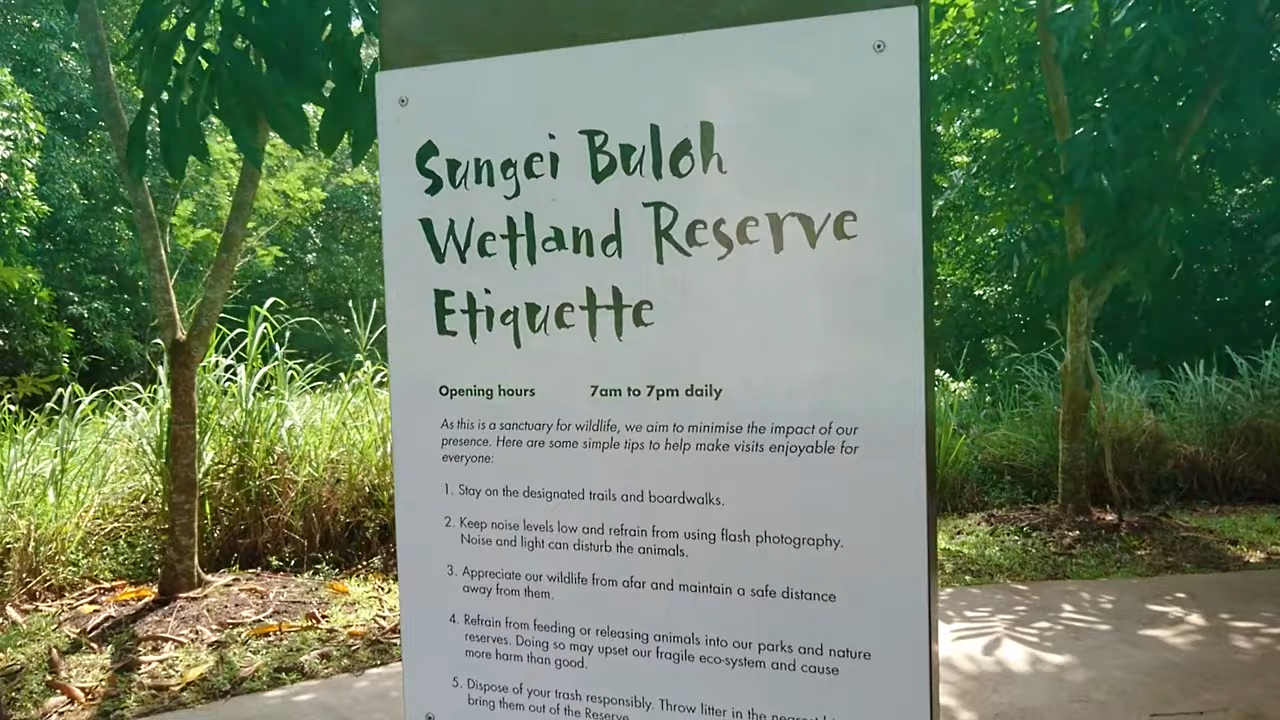 Sungei Buloh
Wetland Reserve
Etiquette
Opening hours 7am to 7pm daily
As this is a sanctuary for wildlife, we aim to minimise the impact of our
presence. Here are some simple tips to help make visits enjoyable for
everyone:
1. Stay on the designated trails and boardwalks.
2. Keep noise levels low and refrain from using flash photography.
Noise and light can disturb the animals.
3. Appreciate our wildlife from afar and maintain a safe distance
away from them.
4. Refrain from feeding or releasing animals into our parks and nature
reserves. Doing so may upset our fragile eco-system and cause
more harm than good.
5. Dispose of your trash responsibly. Throw litter in the nearest
bring them out of the Reserve